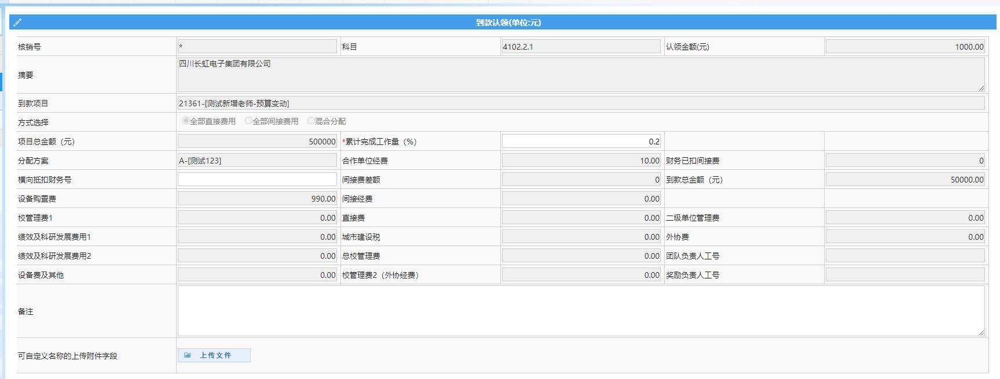 到款认领(单位:元)
核销号 * 科目 4102.2.1 认领金额(元) 1000.00
摘要 四川长虹电子集团有限公司
到款项目 21361-[测试新增老师-预算变动]
方式选择 全部直接费用 全部间接费用 混合分配
项目总金额（元） 500000 *累计完成工作量（%） 0.2
分配方案 A-[测试123] 合作单位经费 10.00 财务已扣间接费 0
横向抵扣财务号 间接费差额 0 到款总金额（元） 50000.00
设备购置费 990.00 间接经费 0.00
校管理费1 0.00 直接费 0.00 二级单位管理费 0.00
绩效及科研发展费用1 0.00 城市建设税 0.00 外协费 0.00
绩效及科研发展费用2 0.00 总校管理费 0.00 团队负责人工号
设备费及其他 0.00 校管理费2（外协经费） 0.00 奖励负责人工号
备注
可自定义名称的上传附件字段 上传文件